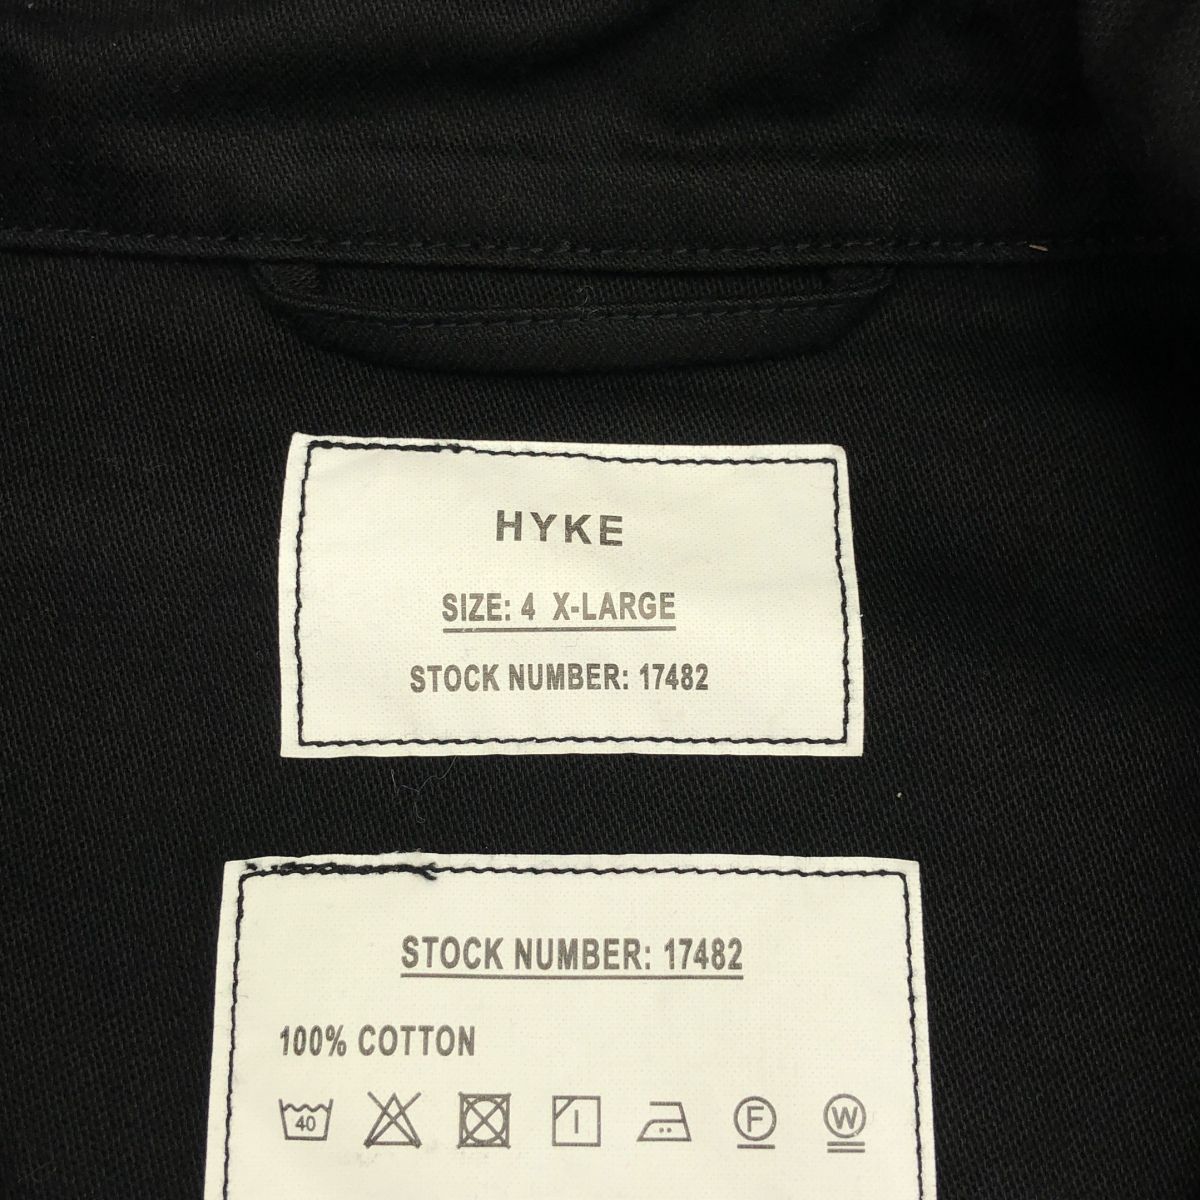 HYKE
SIZE: 4 X-LARGE
STOCK NUMBER: 17482
STOCK NUMBER: 17482
100% COTTON
40 F W